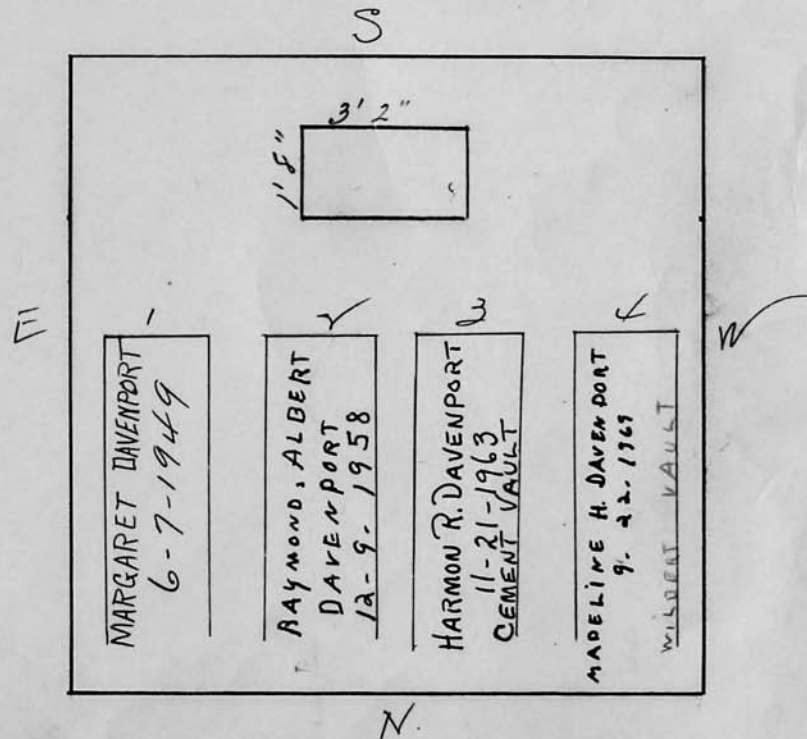 S
3' 2"
1' 8"
E
W
1
MARGARET DAVENPORT
6-7-1949
2
RAYMOND, ALBERT
DAVENPORT
12-9-1958
3
HARMON R. DAVENPORT
11-21-1963
CEMENT VAULT
4
MADELINE H. DAVENPORT
9-22-1969
VAULT
N.